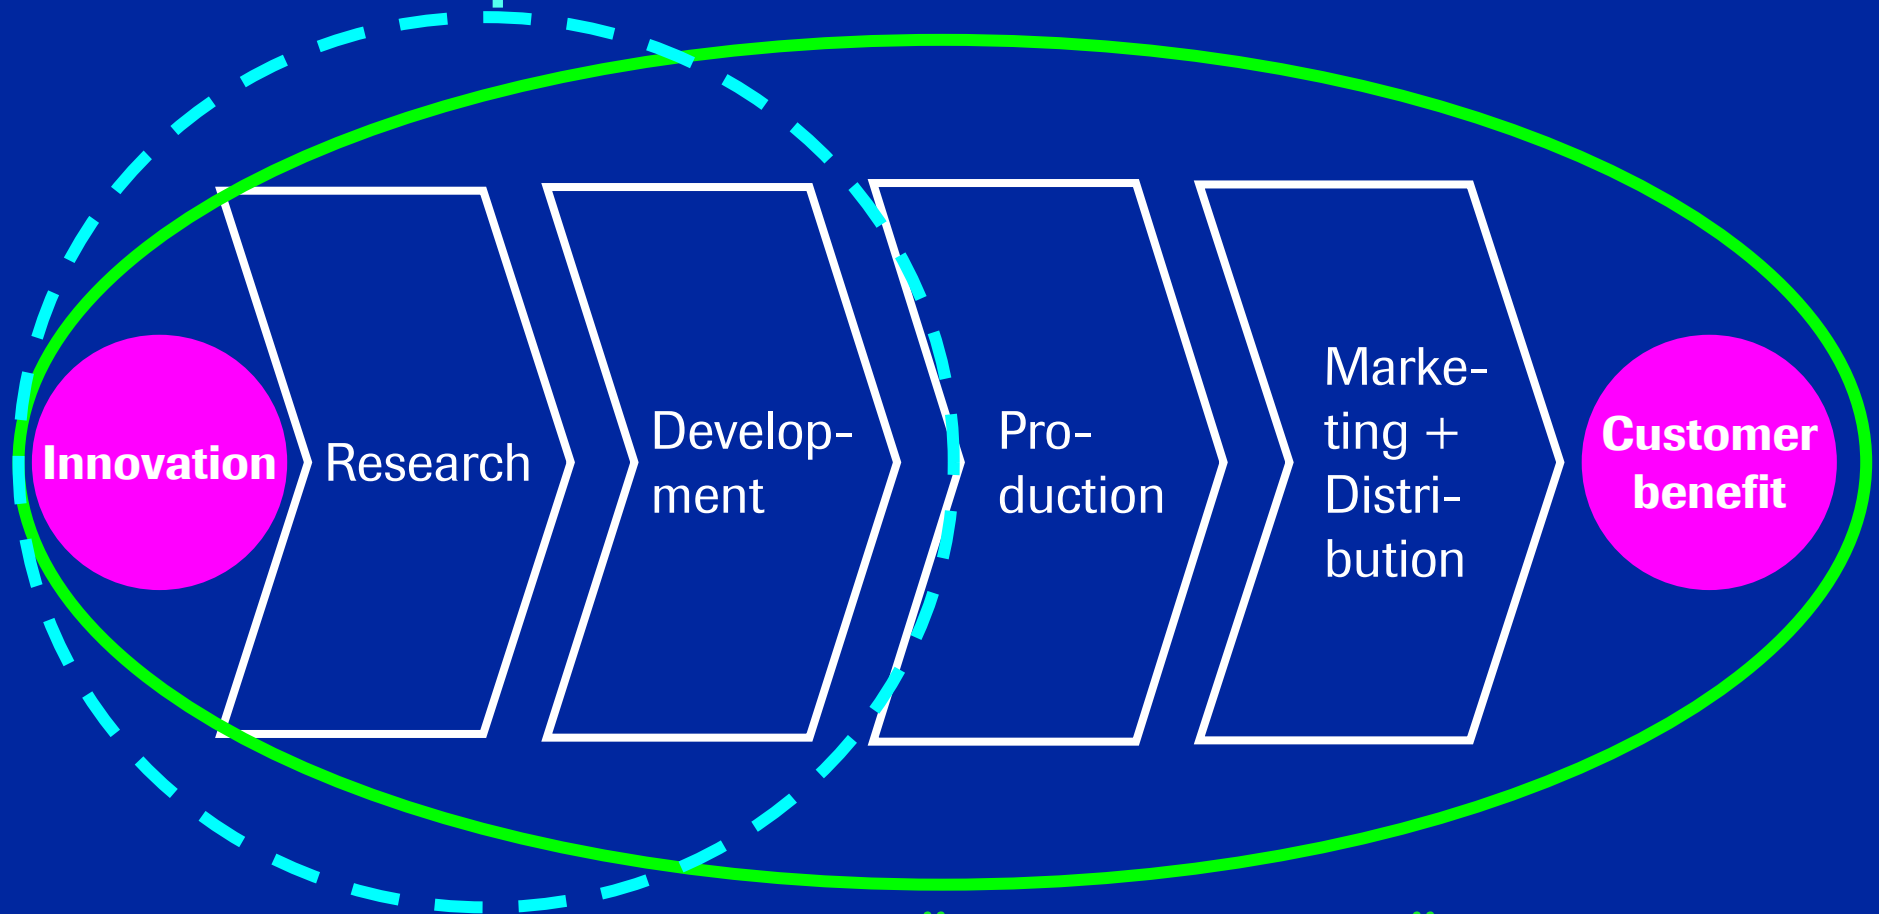 Innovation
Research
Develop-
ment
Pro-
duction
Marke-
ting +
Distri-
bution
Customer
benefit